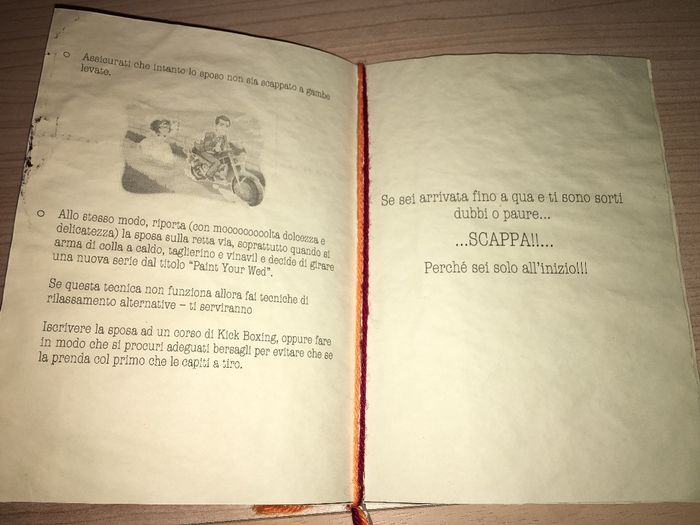 Assicurati che intanto lo sposo non sia scappato a gambe
levate.
Allo stesso modo, riporta (con mooooooooolta dolcezza e
delicatezza) la sposa sulla retta via, soprattutto quando si
arma di colla a caldo, taglierino e vinavil e decide di girare
una nuova serie dal titolo “Paint Your Wed”.
Se questa tecnica non funziona allora fai tecniche di
rilassamento alternative – ti serviranno
Iscrivere la sposa ad un corso di Kick Boxing, oppure fare
in modo che si procuri adeguati bersagli per evitare che se
la prenda col primo che le capiti a tiro.
Se sei arrivata fino a qua e ti sono sorti
dubbi o paure...
...SCAPPA!!...
Perché sei solo all’inizio!!!